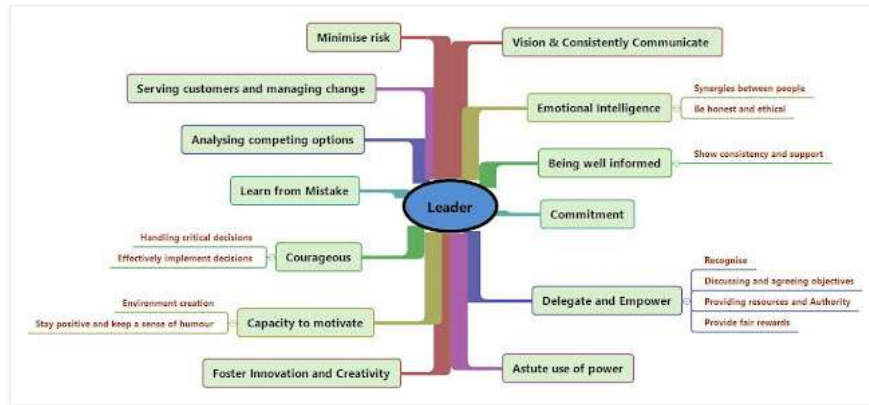 Minimise risk
Vision & Consistently Communicate
Serving customers and managing change
Emotional Intelligence
Synergies between people
Be honest and ethical
Analysing competing options
Being well informed
Show consistency and support
Learn from Mistake
Leader
Commitment
Handling critical decisions
Effectively implement decisions
Courageous
Delegate and Empower
Recognise
Discussing and agreeing objectives
Providing resources and Authority
Provide fair rewards
Environment creation
Stay positive and keep a sense of humour
Capacity to motivate
Foster Innovation and Creativity
Astute use of power